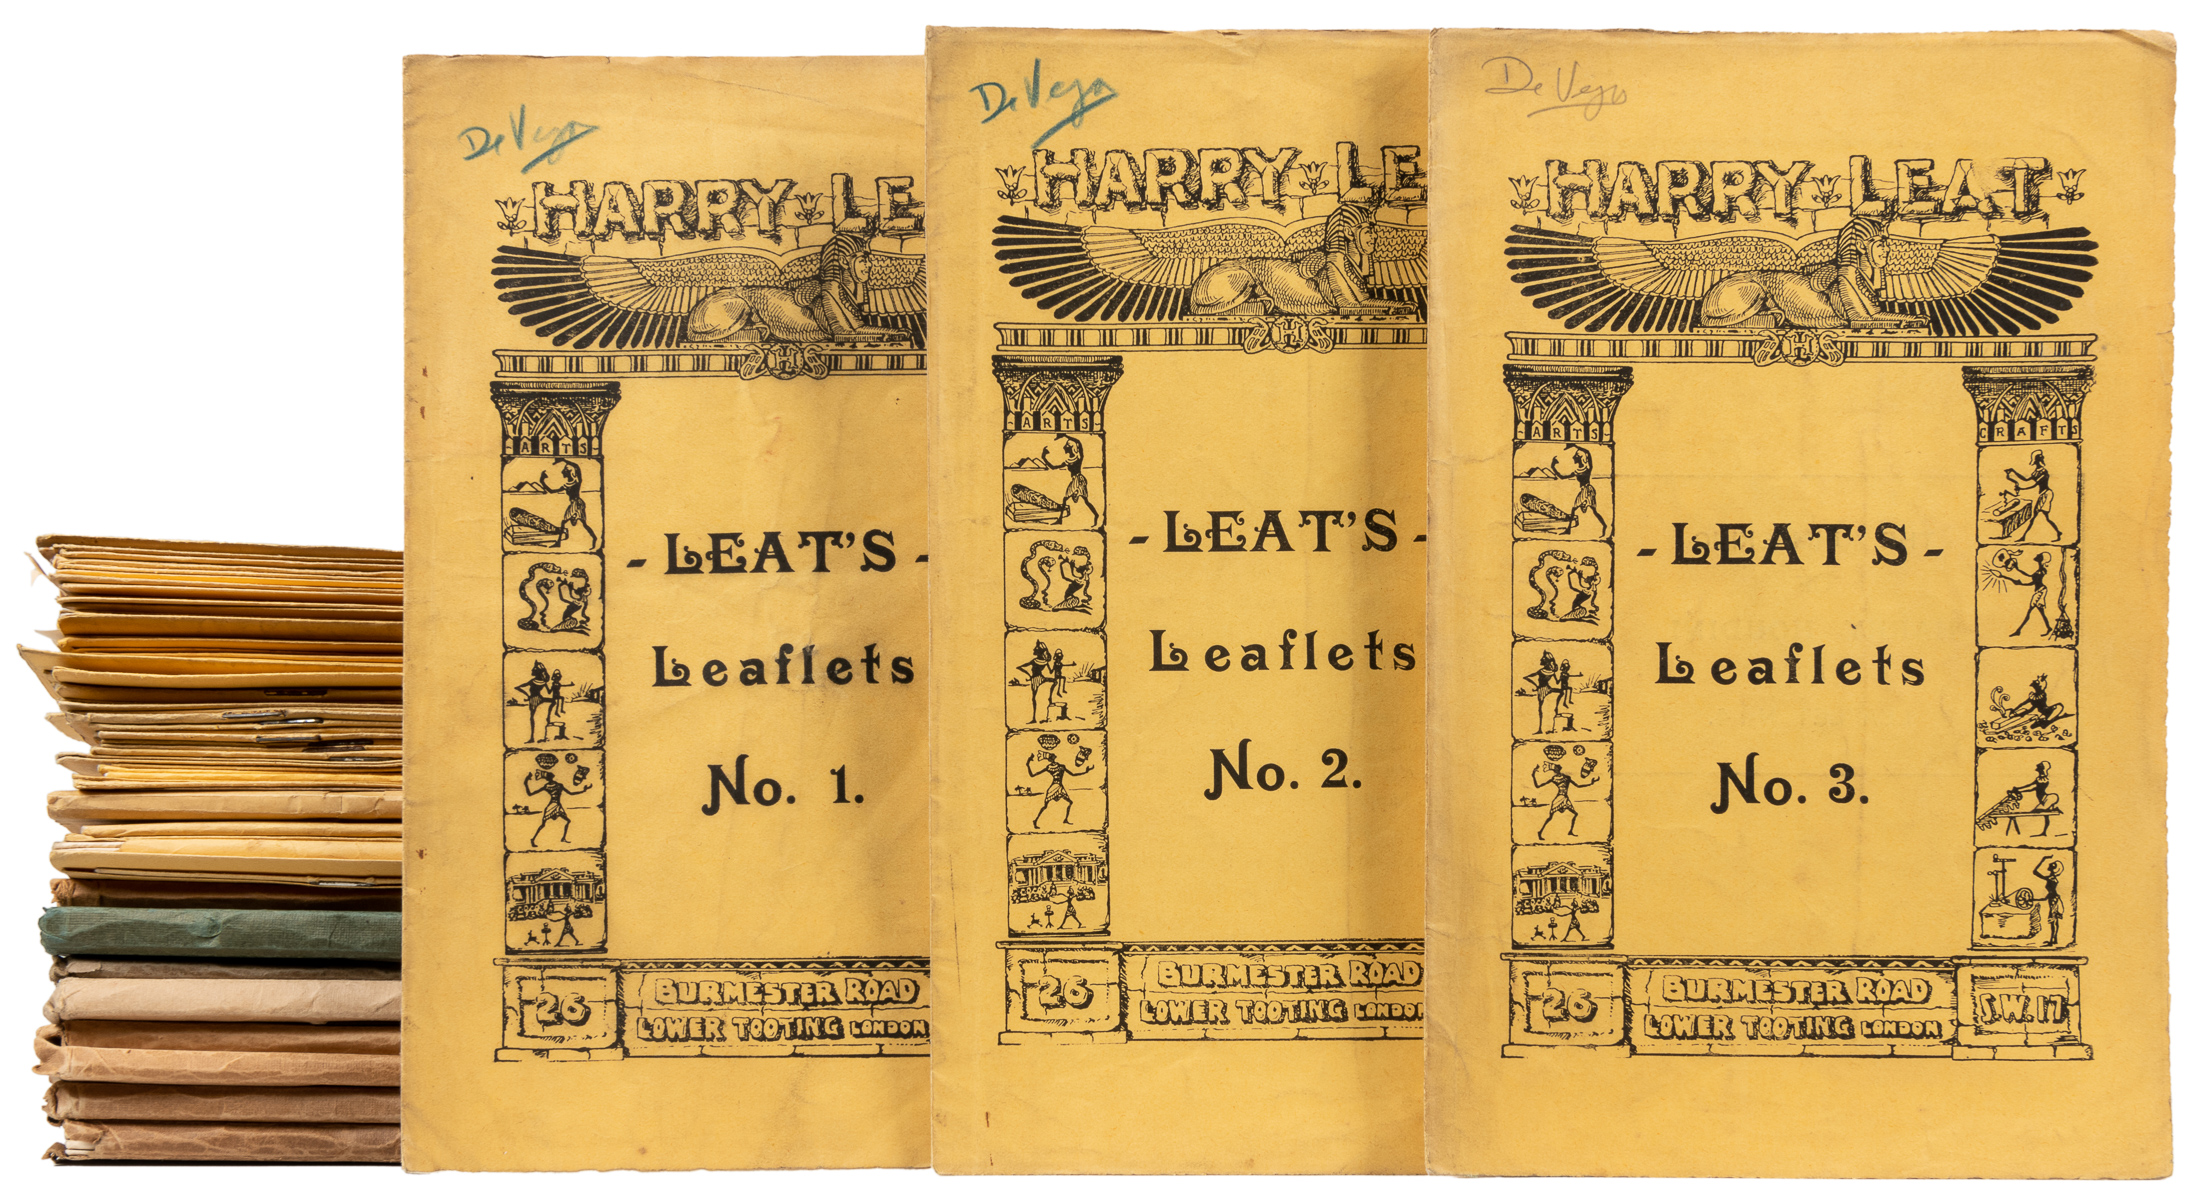 De Vega
HARRY LE
ARTS
- LEAT'S -
Leaflets
No. 1.
26
BURMESTER ROAD
LOWER TOOTING LONDON
De Vega
HARRY LE
ARTS
- LEAT'S -
Leaflets
No. 2.
26
BURMESTER ROAD
LOWER TOOTING LONDON
De Vega
HARRY LEAT
HL
ARTS
CRAFTS
- LEAT'S -
Leaflets
No. 3.
26
BURMESTER ROAD
LOWER TOOTING LONDON
S.W.17